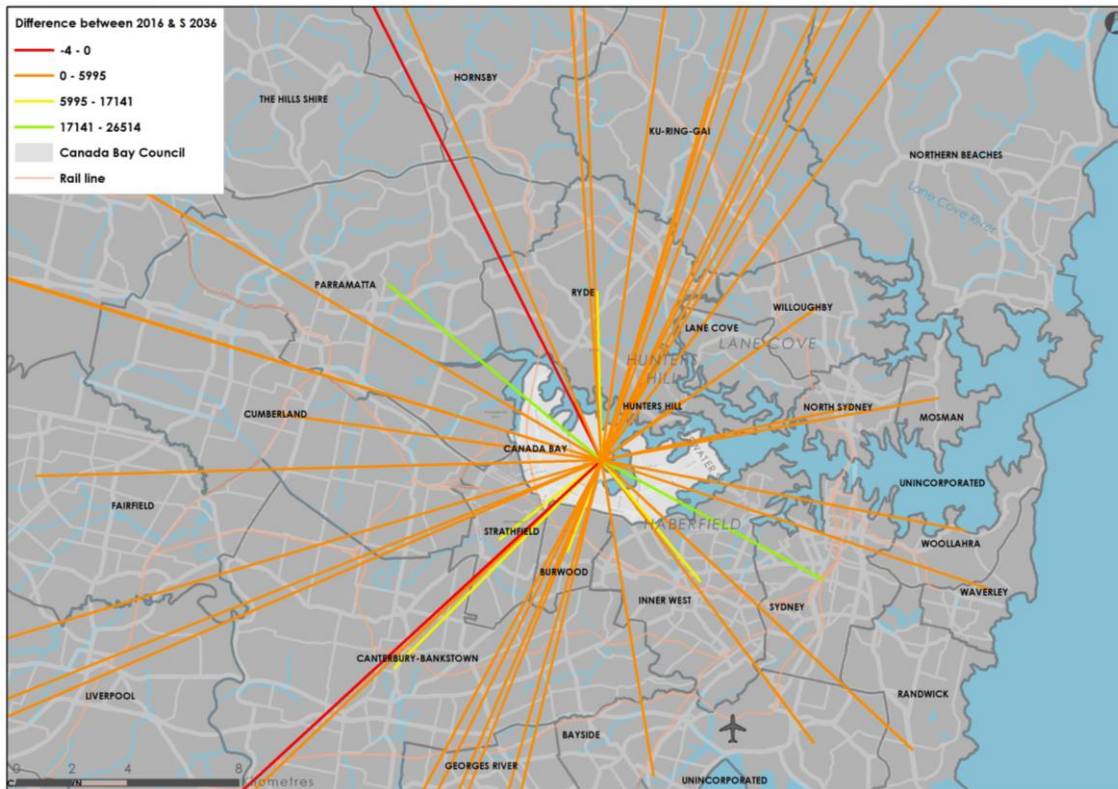 Difference between 2016 & S 2036
-4 - 0
0 - 5995
5995 - 17141
17141 - 26514
Canada Bay Council
Rail line
HORNSBY
THE HILLS SHIRE
KU-RING-GAI
NORTHERN BEACHES
Lane Cove River
PARRAMATTA
RYDE
WILLOUGHBY
LANE COVE
LANE COVE
HUNTERS
HILL
HUNTERS HILL
CUMBERLAND
NORTH SYDNEY
MOSMAN
CANADA BAY
UNINCORPORATED
FAIRFIELD
HABERFIELD
STRATHFIELD
WOOLLAHRA
BURWOOD
WAVERLEY
INNER WEST
SYDNEY
CANTERBURY-BANKSTOWN
LIVERPOOL
RANDWICK
BAYSIDE
GEORGES RIVER
UNINCORPORATED
0 2 4 8
Kilometres